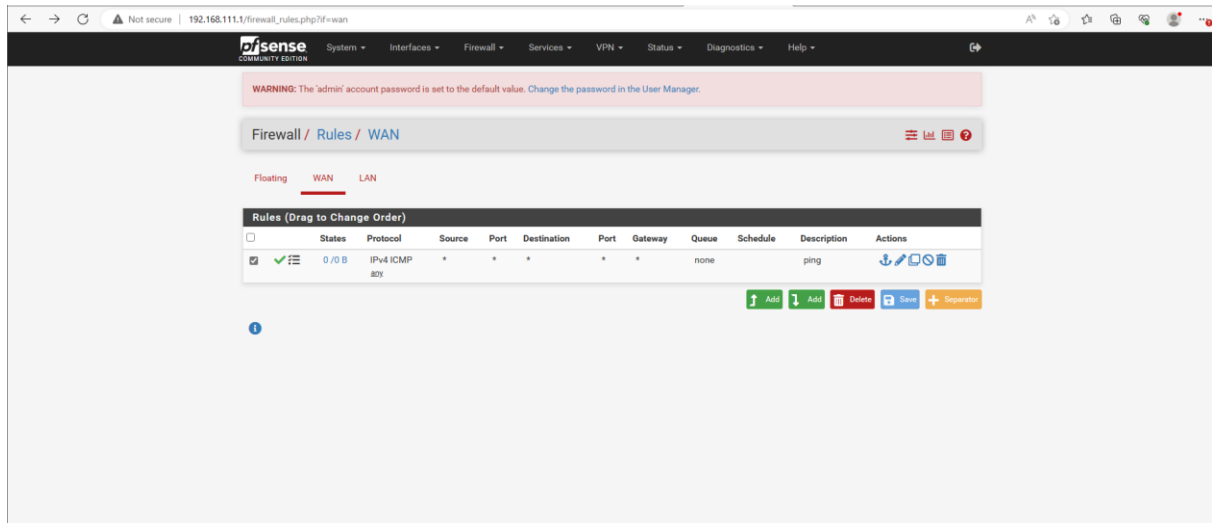 Not secure | 192.168.111.1/firewall_rules.php?if=wan
pfsense System Interfaces Firewall Services VPN Status Diagnostics Help
COMMUNITY EDITION
WARNING: The 'admin' account password is set to the default value. Change the password in the User Manager.
Firewall / Rules / WAN
Floating WAN LAN
Rules (Drag to Change Order)
States Protocol Source Port Destination Port Gateway Queue Schedule Description Actions
0 /0 B IPv4 ICMP * * * * * none ping
any
Add Add Delete Save Separator